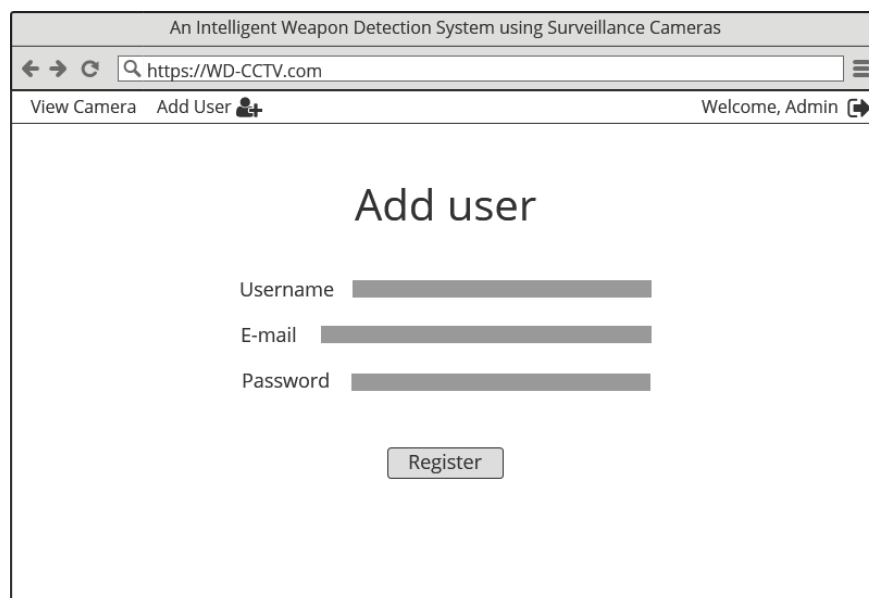 An Intelligent Weapon Detection System using Surveillance Cameras
https://WD-CCTV.com
View Camera Add User Welcome, Admin
Add user
Username
E-mail
Password
Register